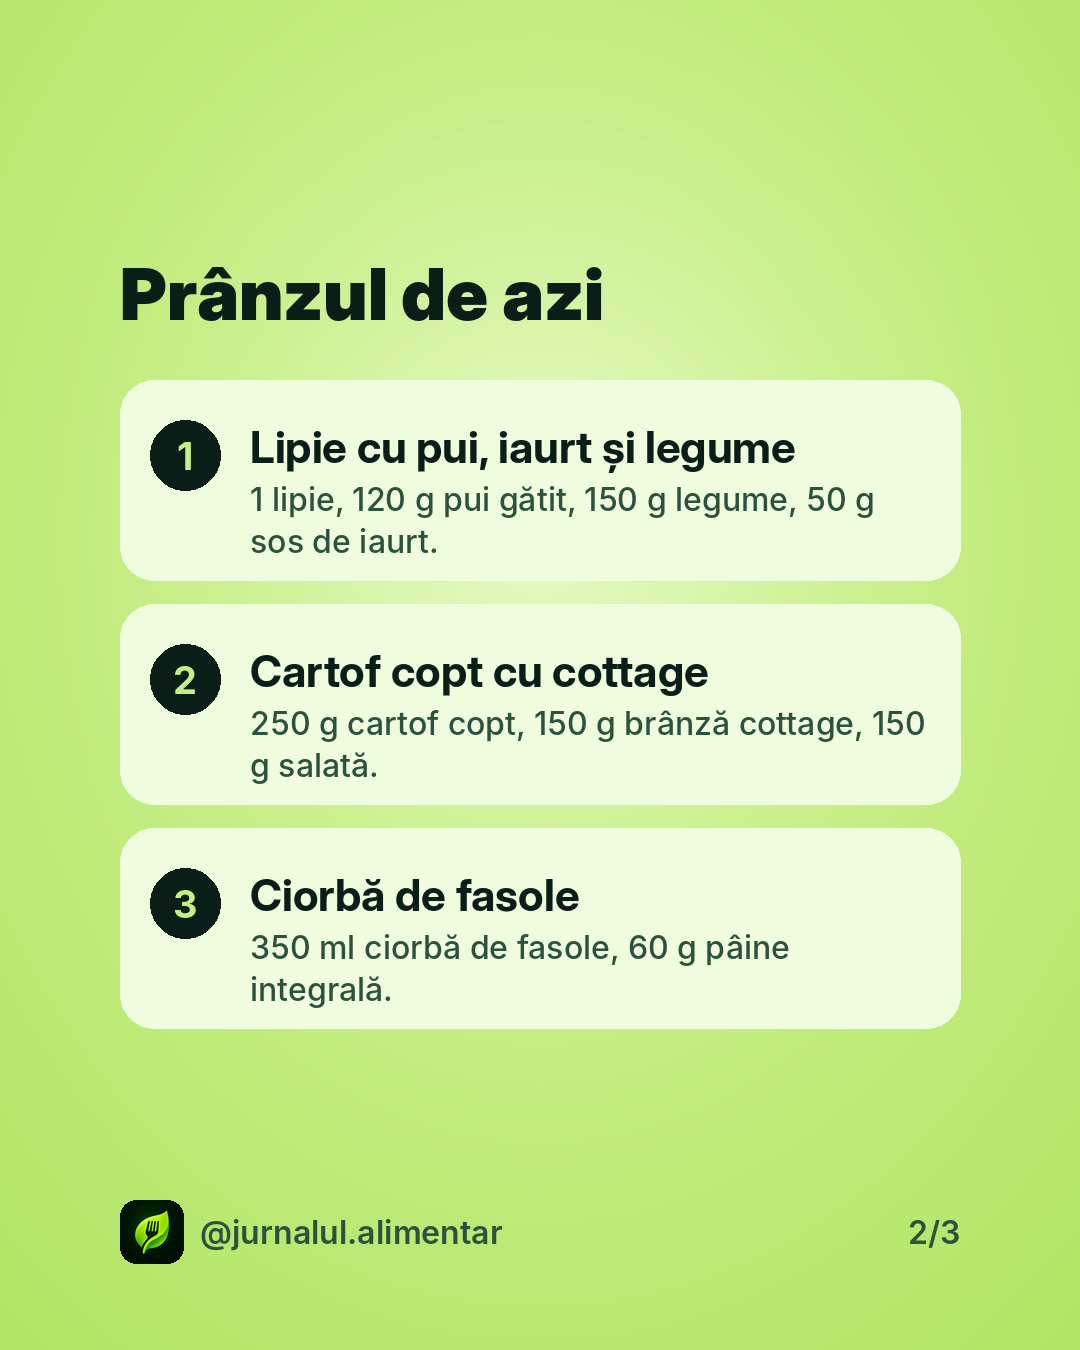 Prânzul de azi
1
Lipie cu pui, iaurt și legume
1 lipie, 120 g pui gătit, 150 g legume, 50 g
sos de iaurt.
2
Cartof copt cu cottage
250 g cartof copt, 150 g brânză cottage, 150
g salată.
3
Ciorbă de fasole
350 ml ciorbă de fasole, 60 g pâine
integrală.
@jurnalul.alimentar
2/3